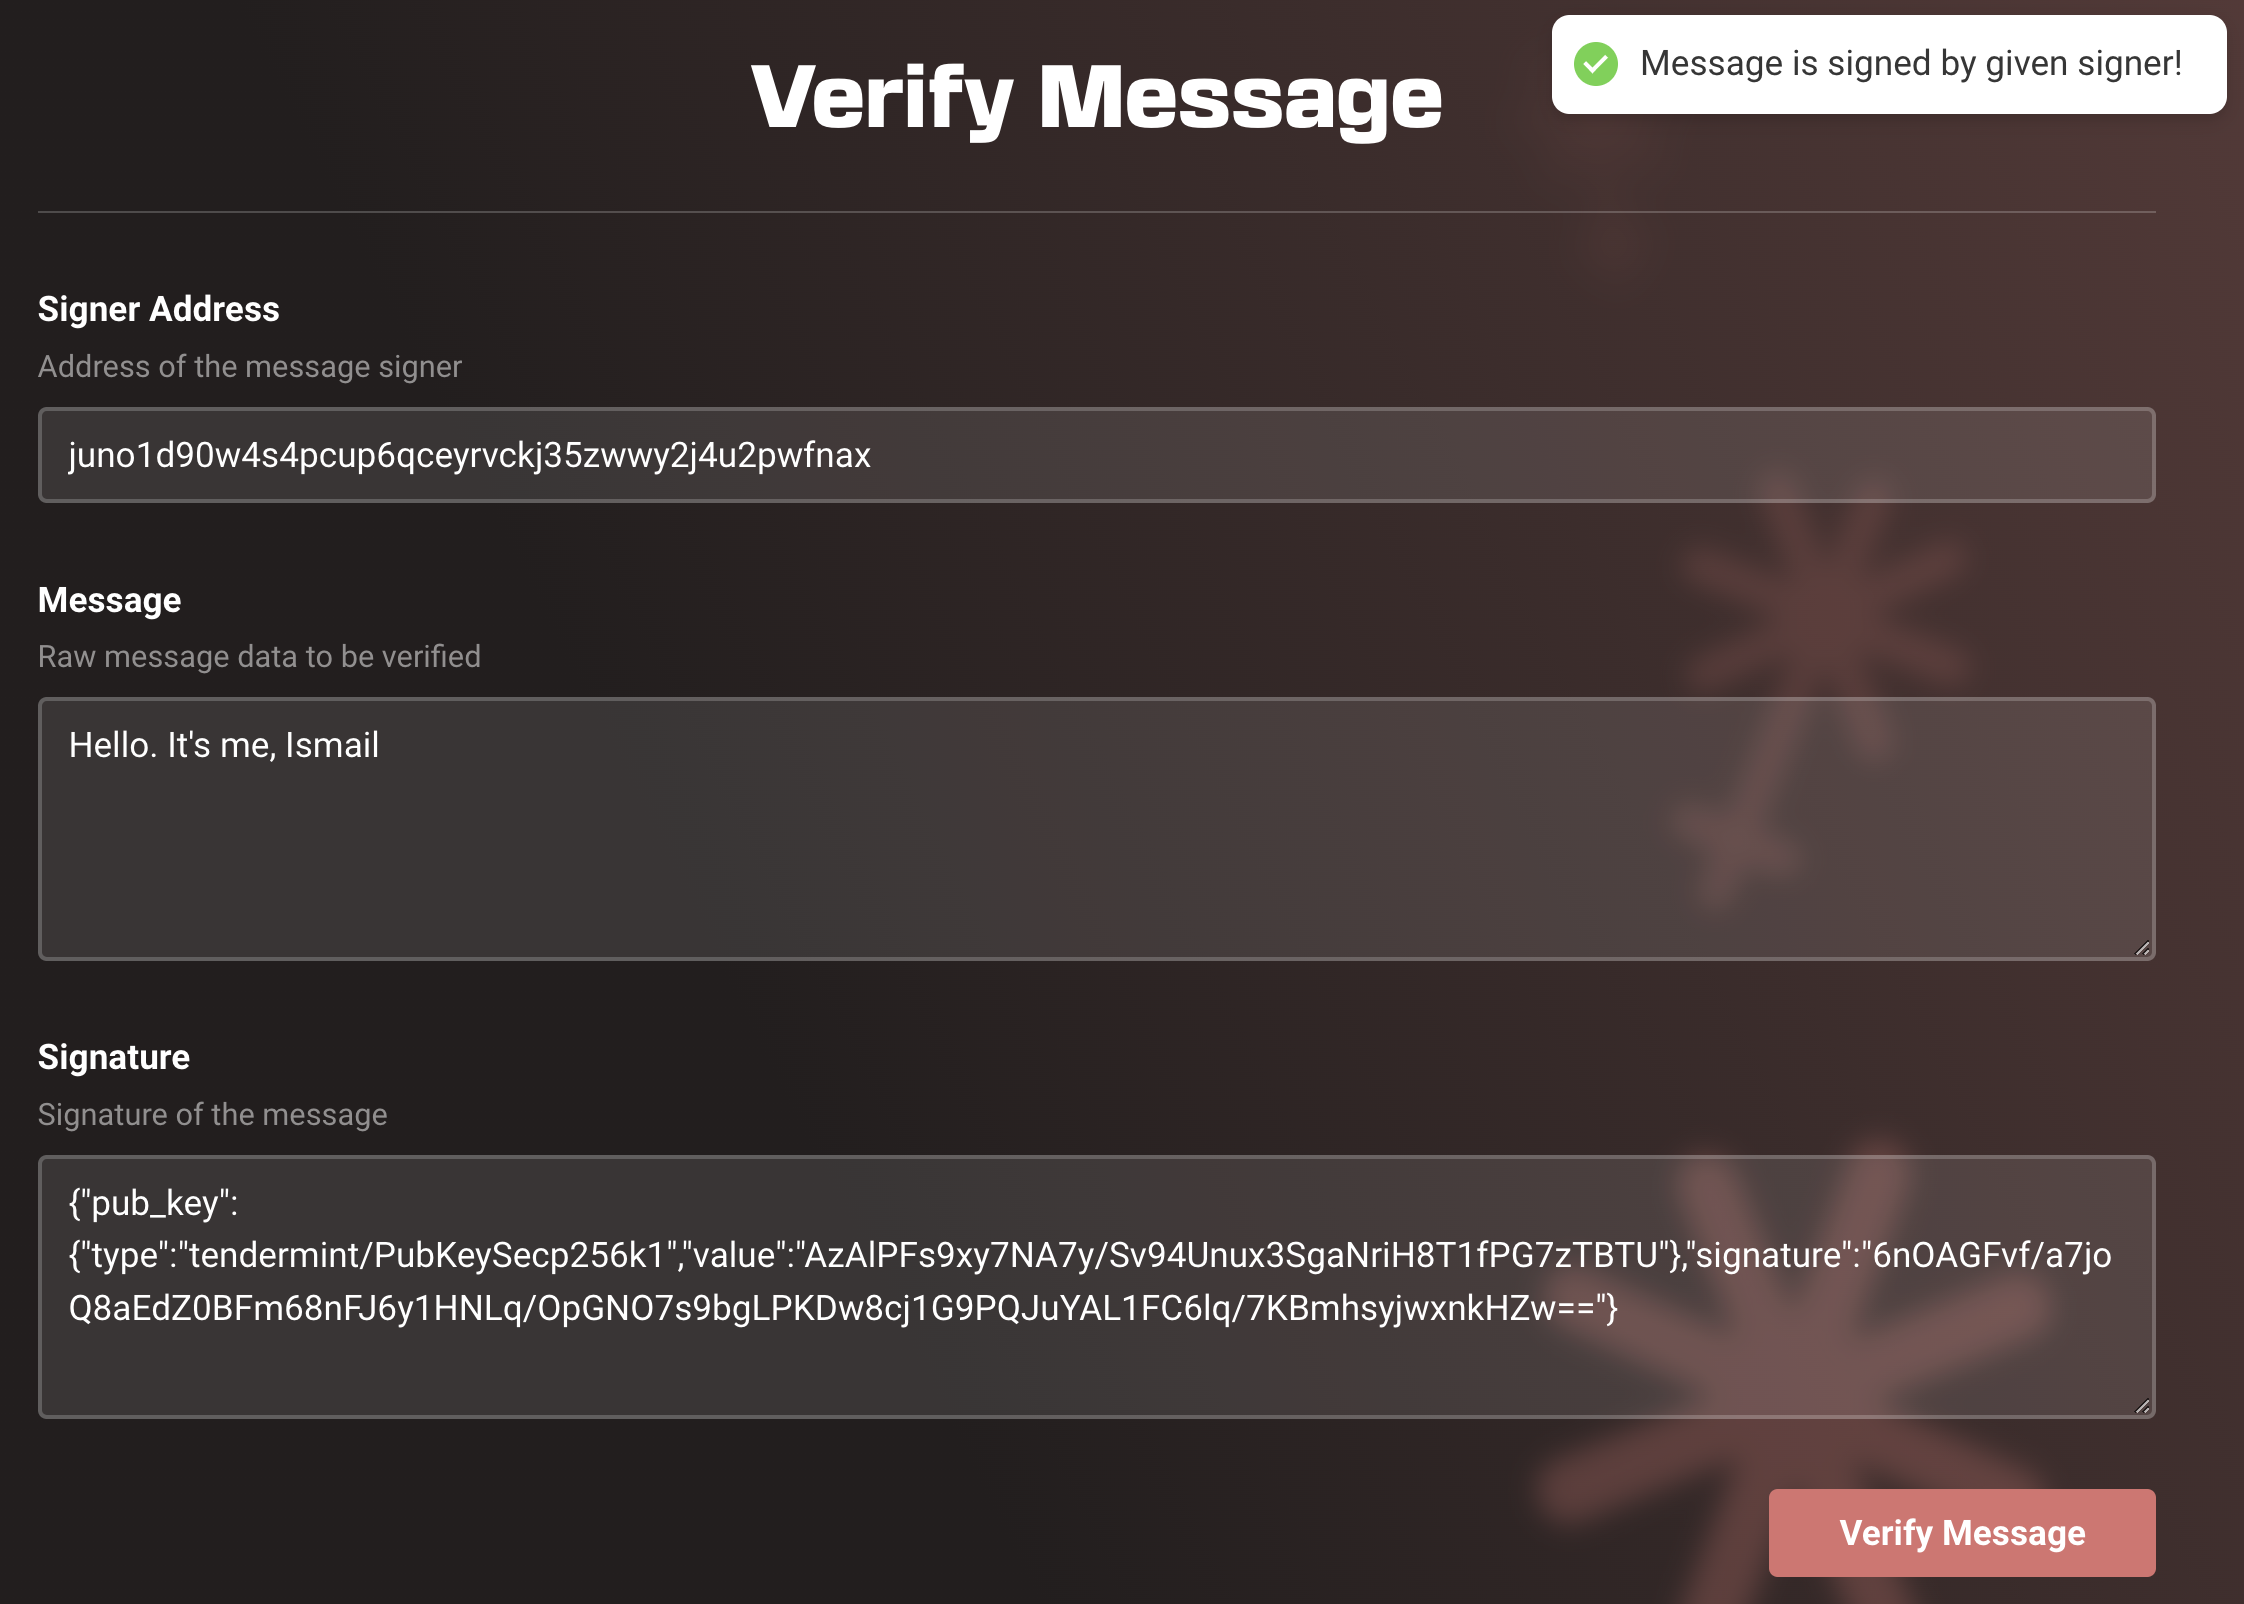 Message is signed by given signer!
Verify Message
Signer Address
Address of the message signer
juno1d90w4s4pcup6qceyrvckj35zwwy2j4u2pwfnax
Message
Raw message data to be verified
Hello. It's me, Ismail
Signature
Signature of the message
{"pub_key":
{"type":"tendermint/PubKeySecp256k1","value":"AzAlPFs9xy7NA7y/Sv94Unux3SgaNriH8T1fPG7zTBTU"},"signature":"6nOAGFvf/a7jo
Q8aEdZ0BFm68nFJ6y1HNLq/OpGNO7s9bgLPKDw8cj1G9PQJuYAL1FC6lq/7KBmhsyjwxnkHZw=="}
Verify Message